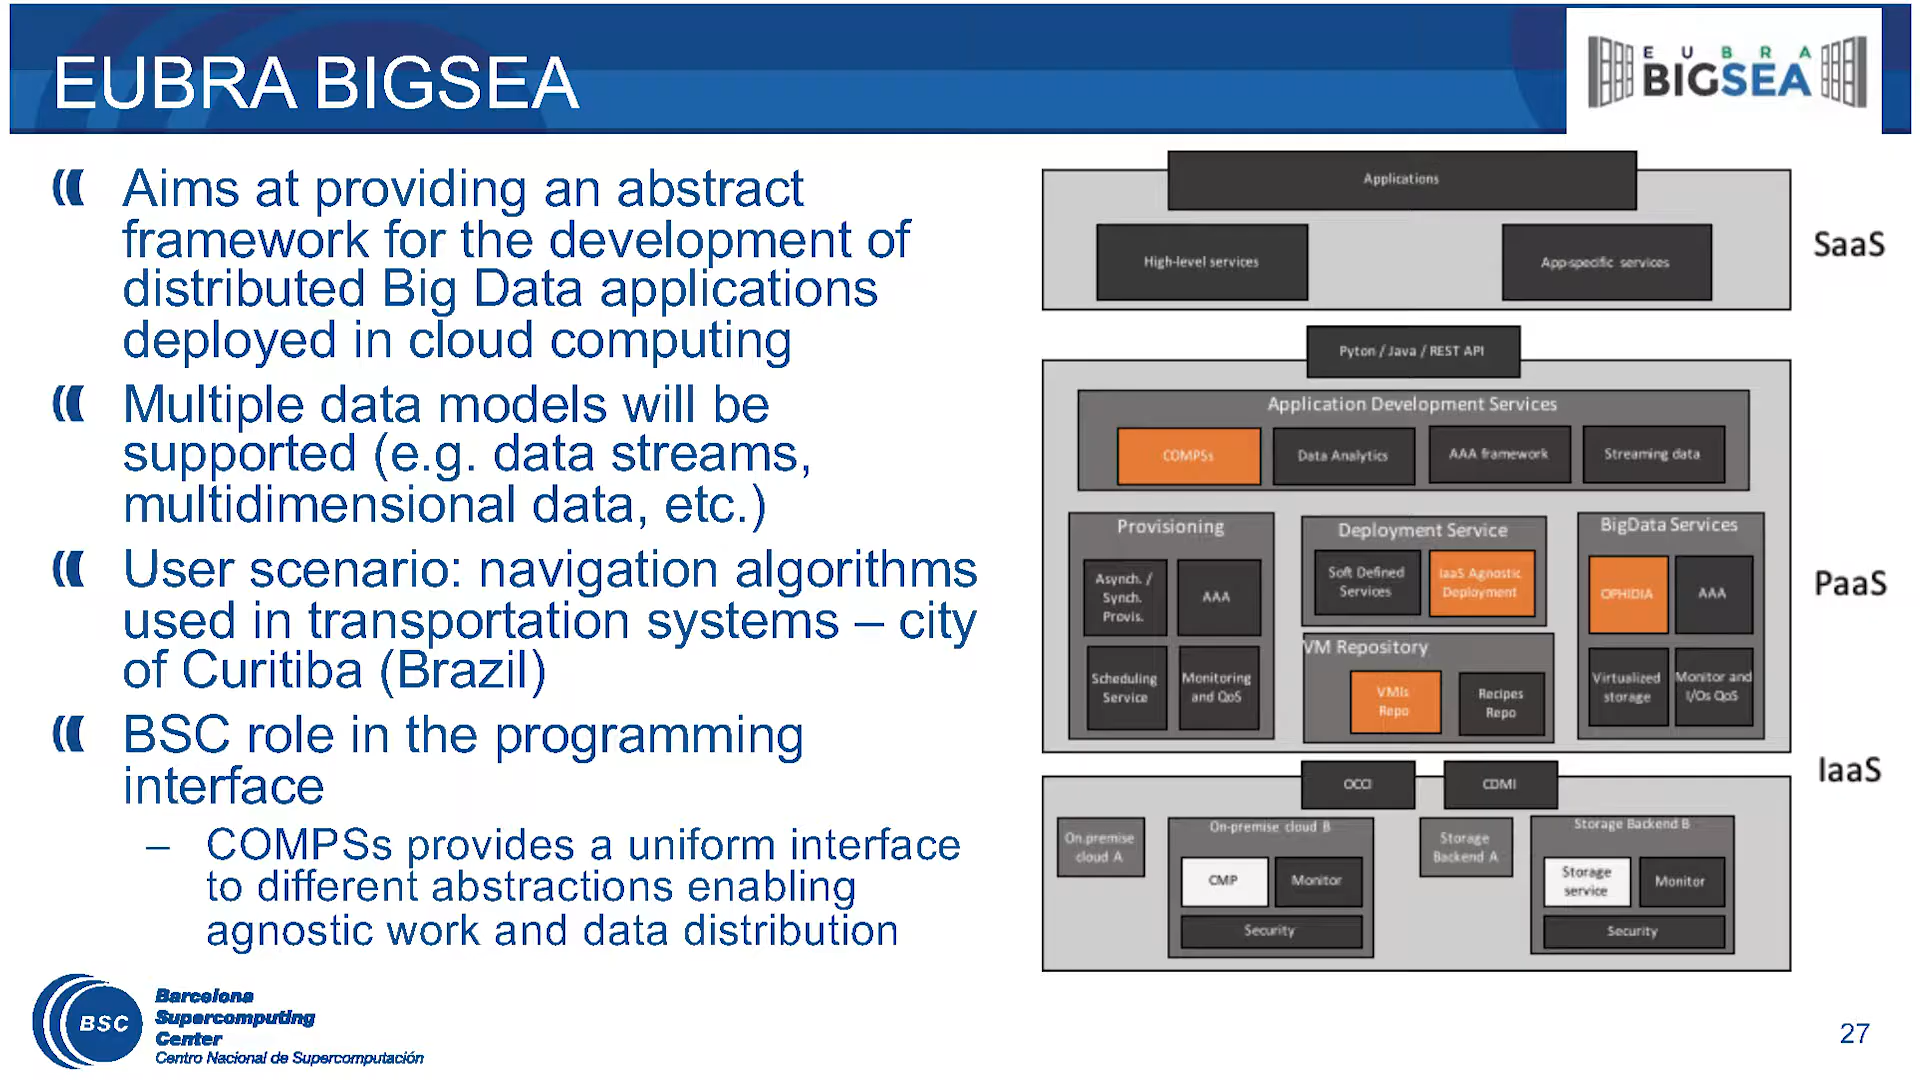 EUBRA BIGSEA
EUBRA
BIGSEA
Aims at providing an abstract
framework for the development of
distributed Big Data applications
deployed in cloud computing
Multiple data models will be
supported (e.g. data streams,
multidimensional data, etc.)
User scenario: navigation algorithms
used in transportation systems – city
of Curitiba (Brazil)
BSC role in the programming
interface
– COMPSs provides a uniform interface
to different abstractions enabling
agnostic work and data distribution
Applications
High-level services
App-specific services
SaaS
Pyton / Java / REST API
Application Development Services
COMPSs
Data Analytics
AAA framework
Streaming data
Provisioning
Asynch. /
Synch.
Provis.
AAA
Scheduling
Service
Monitoring
and QoS
Deployment Service
Soft Defined
Services
IaaS Agnostic
Deployment
VM Repository
VMIs
Repo
Recipes
Repo
BigData Services
OPHIDIA
AAA
Virtualized
storage
Monitor and
I/Os QoS
PaaS
IaaS
OCCI
CDMI
On premise
cloud A
On-premise cloud B
CMP
Monitor
Security
Storage
Backend A
Storage Backend B
Storage
service
Monitor
Security
BSC
Barcelona
Supercomputing
Center
Centro Nacional de Supercomputación
27